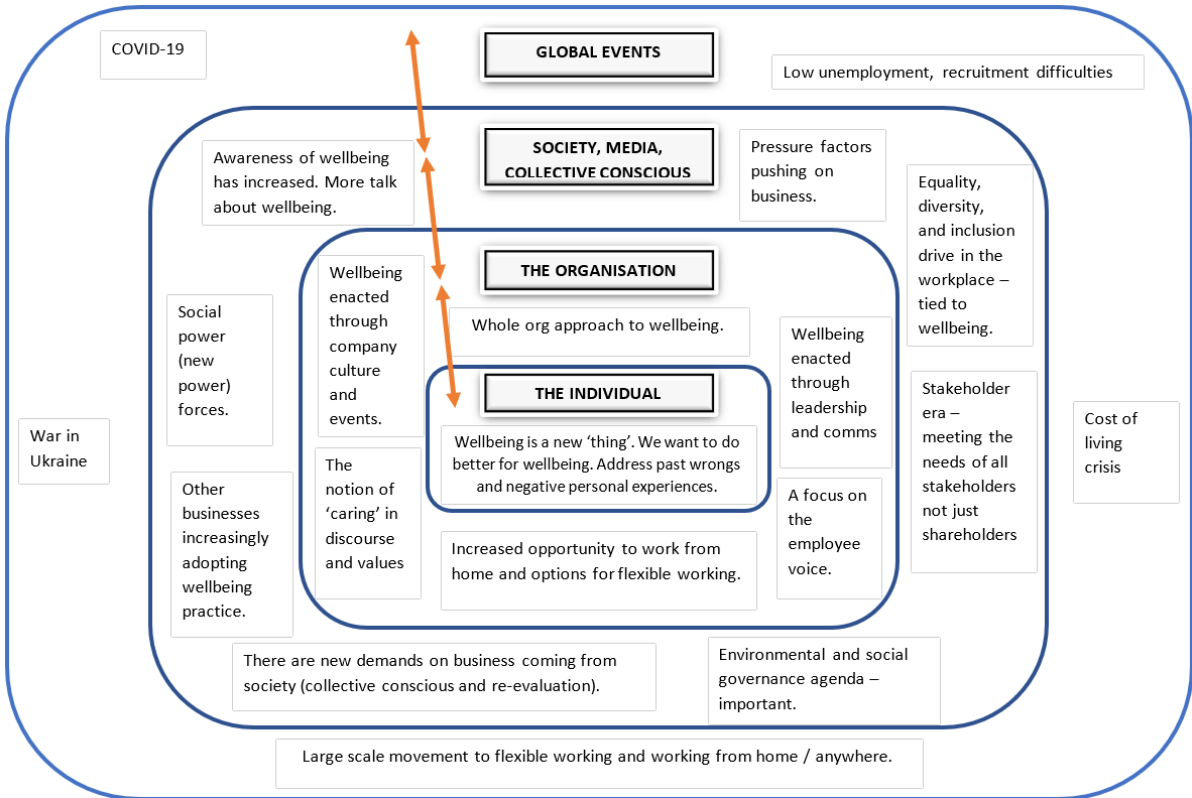 COVID-19
GLOBAL EVENTS
Low unemployment, recruitment difficulties
SOCIETY, MEDIA,
COLLECTIVE CONSCIOUS
Awareness of wellbeing
has increased. More talk
about wellbeing.
Pressure factors
pushing on
business.
Equality,
diversity,
and inclusion
drive in the
workplace –
tied to
wellbeing.
THE ORGANISATION
Wellbeing
enacted
through
company
culture
and
events.
Whole org approach to wellbeing.
Social
power
(new
power)
forces.
Wellbeing
enacted
through
leadership
and comms
THE INDIVIDUAL
Wellbeing is a new ‘thing’. We want to do
better for wellbeing. Address past wrongs
and negative personal experiences.
Stakeholder
era –
meeting the
needs of all
stakeholders
not just
shareholders
Cost of
living
crisis
War in
Ukraine
The
notion of
‘caring’ in
discourse
and values
A focus on
the
employee
voice.
Other
businesses
increasingly
adopting
wellbeing
practice.
Increased opportunity to work from
home and options for flexible working.
There are new demands on business coming from
society (collective conscious and re-evaluation).
Environmental and social
governance agenda –
important.
Large scale movement to flexible working and working from home / anywhere.